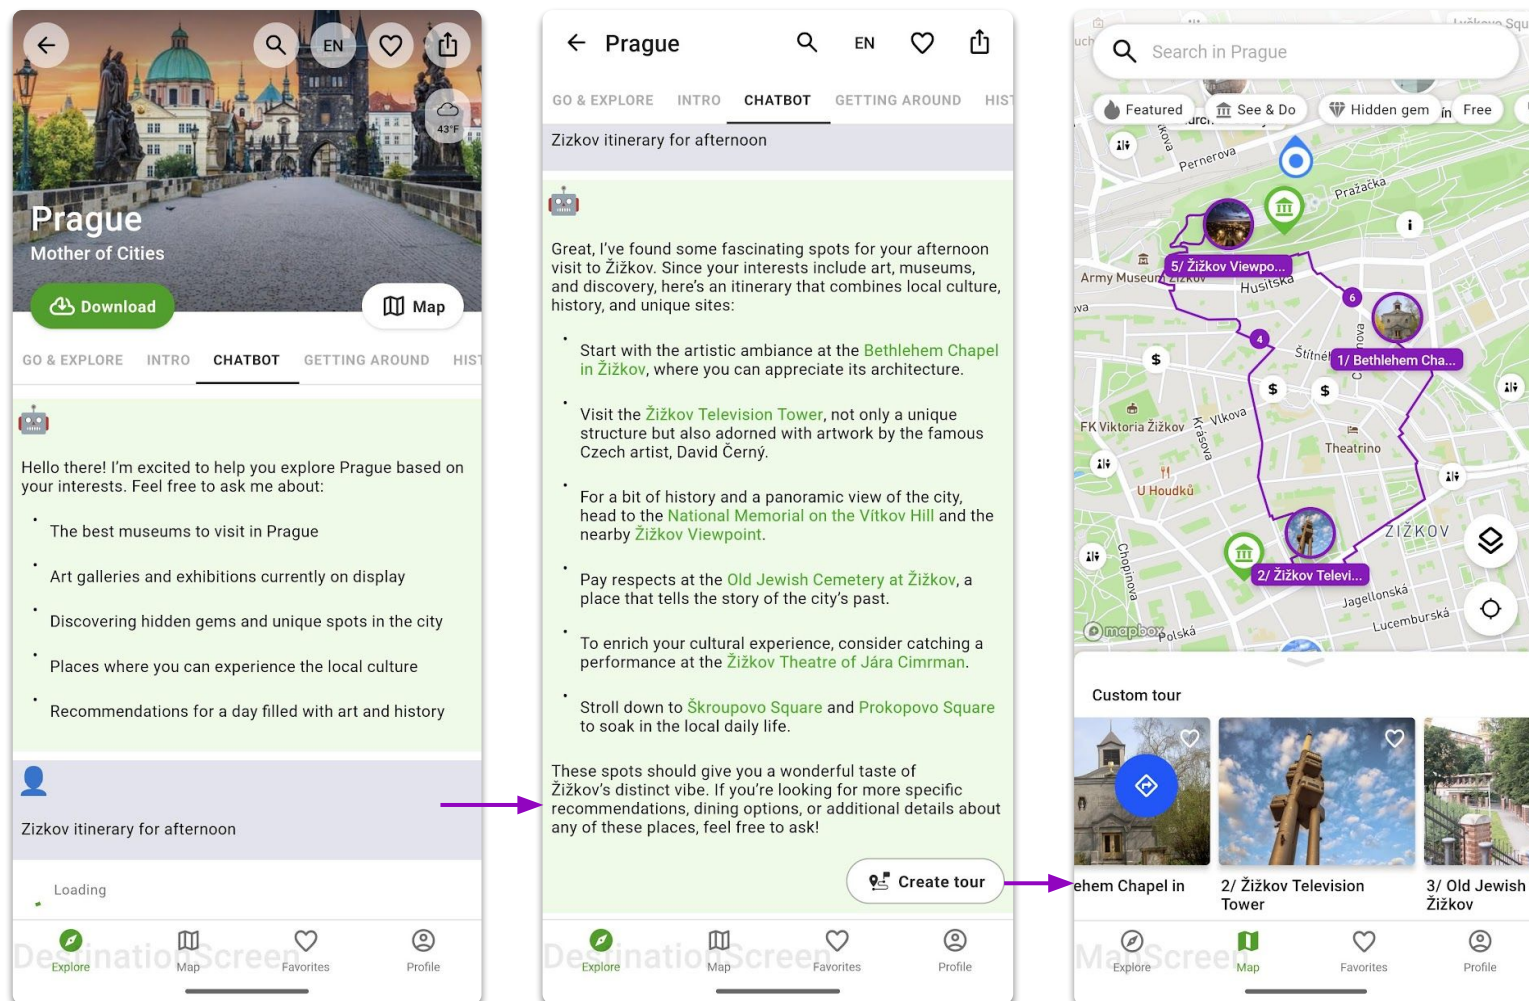 EN
43°F
Prague
Mother of Cities
Download
Map
GO & EXPLORE INTRO CHATBOT GETTING AROUND HIST
Hello there! I'm excited to help you explore Prague based on
your interests. Feel free to ask me about:
• The best museums to visit in Prague
• Art galleries and exhibitions currently on display
• Discovering hidden gems and unique spots in the city
• Places where you can experience the local culture
• Recommendations for a day filled with art and history
Zizkov itinerary for afternoon
Loading
DestinationScreen
Explore Map Favorites Profile
Prague EN
GO & EXPLORE INTRO CHATBOT GETTING AROUND HIST
Zizkov itinerary for afternoon
Great, I've found some fascinating spots for your afternoon
visit to Žižkov. Since your interests include art, museums,
and discovery, here's an itinerary that combines local culture,
history, and unique sites:
• Start with the artistic ambiance at the Bethlehem Chapel
in Žižkov, where you can appreciate its architecture.
• Visit the Žižkov Television Tower, not only a unique
structure but also adorned with artwork by the famous
Czech artist, David Černý.
• For a bit of history and a panoramic view of the city,
head to the National Memorial on the Vítkov Hill and the
nearby Žižkov Viewpoint.
• Pay respects at the Old Jewish Cemetery at Žižkov, a
place that tells the story of the city's past.
• To enrich your cultural experience, consider catching a
performance at the Žižkov Theatre of Jára Cimrman.
• Stroll down to Škroupovo Square and Prokopovo Square
to soak in the local daily life.
These spots should give you a wonderful taste of
Žižkov's distinct vibe. If you're looking for more specific
recommendations, dining options, or additional details about
any of these places, feel free to ask!
Create tour
DestinationScreen
Explore Map Favorites Profile
Search in Prague
Featured See & Do Hidden gem Free
Pernerova
Pražačka
5/ Žižkov Viewpo...
Army Museum Žižkov
Husitská
6
4
Štítné
1/ Bethlehem Cha...
$
$ $
Vlkova
Krásova
FK Viktoria Žižkov
Theatrino
U Houdků
ŽIŽKOV
Chopinova
2/ Žižkov Televi...
Jagellonská
Lucemburská
mapbox
Polská
Custom tour
ehem Chapel in
2/ Žižkov Television
Tower
3/ Old Jewish
Žižkov
MapScreen
Explore Map Favorites Profile